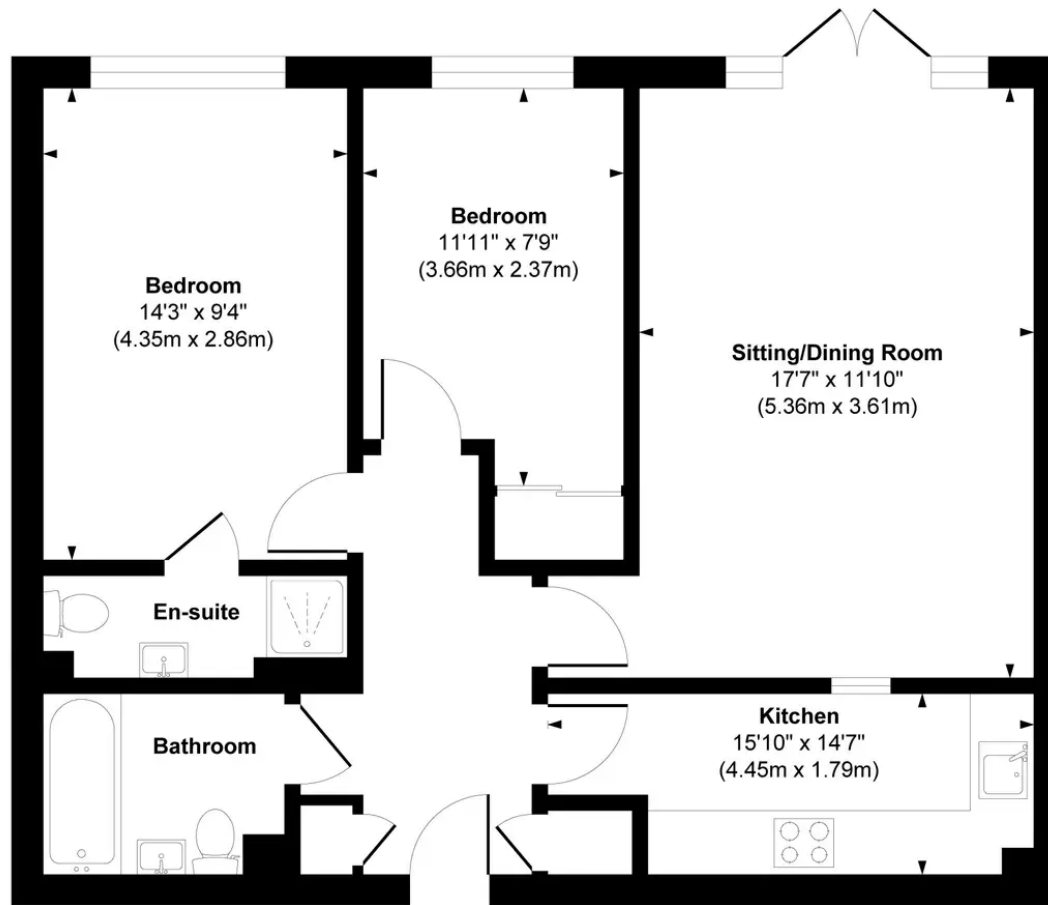 Bedroom
14'3" x 9'4"
(4.35m x 2.86m)
Bedroom
11'11" x 7'9"
(3.66m x 2.37m)
Sitting/Dining Room
17'7" x 11'10"
(5.36m x 3.61m)
En-suite
Bathroom
Kitchen
15'10" x 14'7"
(4.45m x 1.79m)